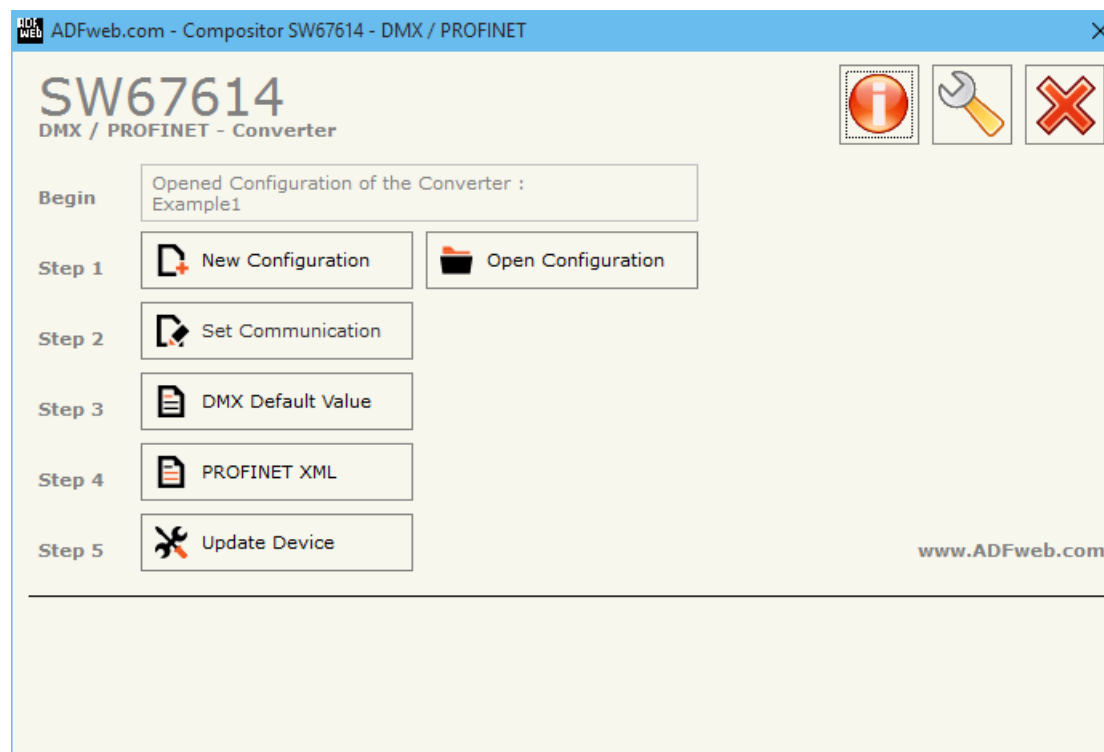 ADF
WEB
ADFweb.com - Compositor SW67614 - DMX / PROFINET
SW67614
DMX / PROFINET - Converter
Begin
Opened Configuration of the Converter :
Example1
Step 1
New Configuration
Open Configuration
Step 2
Set Communication
Step 3
DMX Default Value
Step 4
PROFINET XML
Step 5
Update Device
www.ADFweb.com